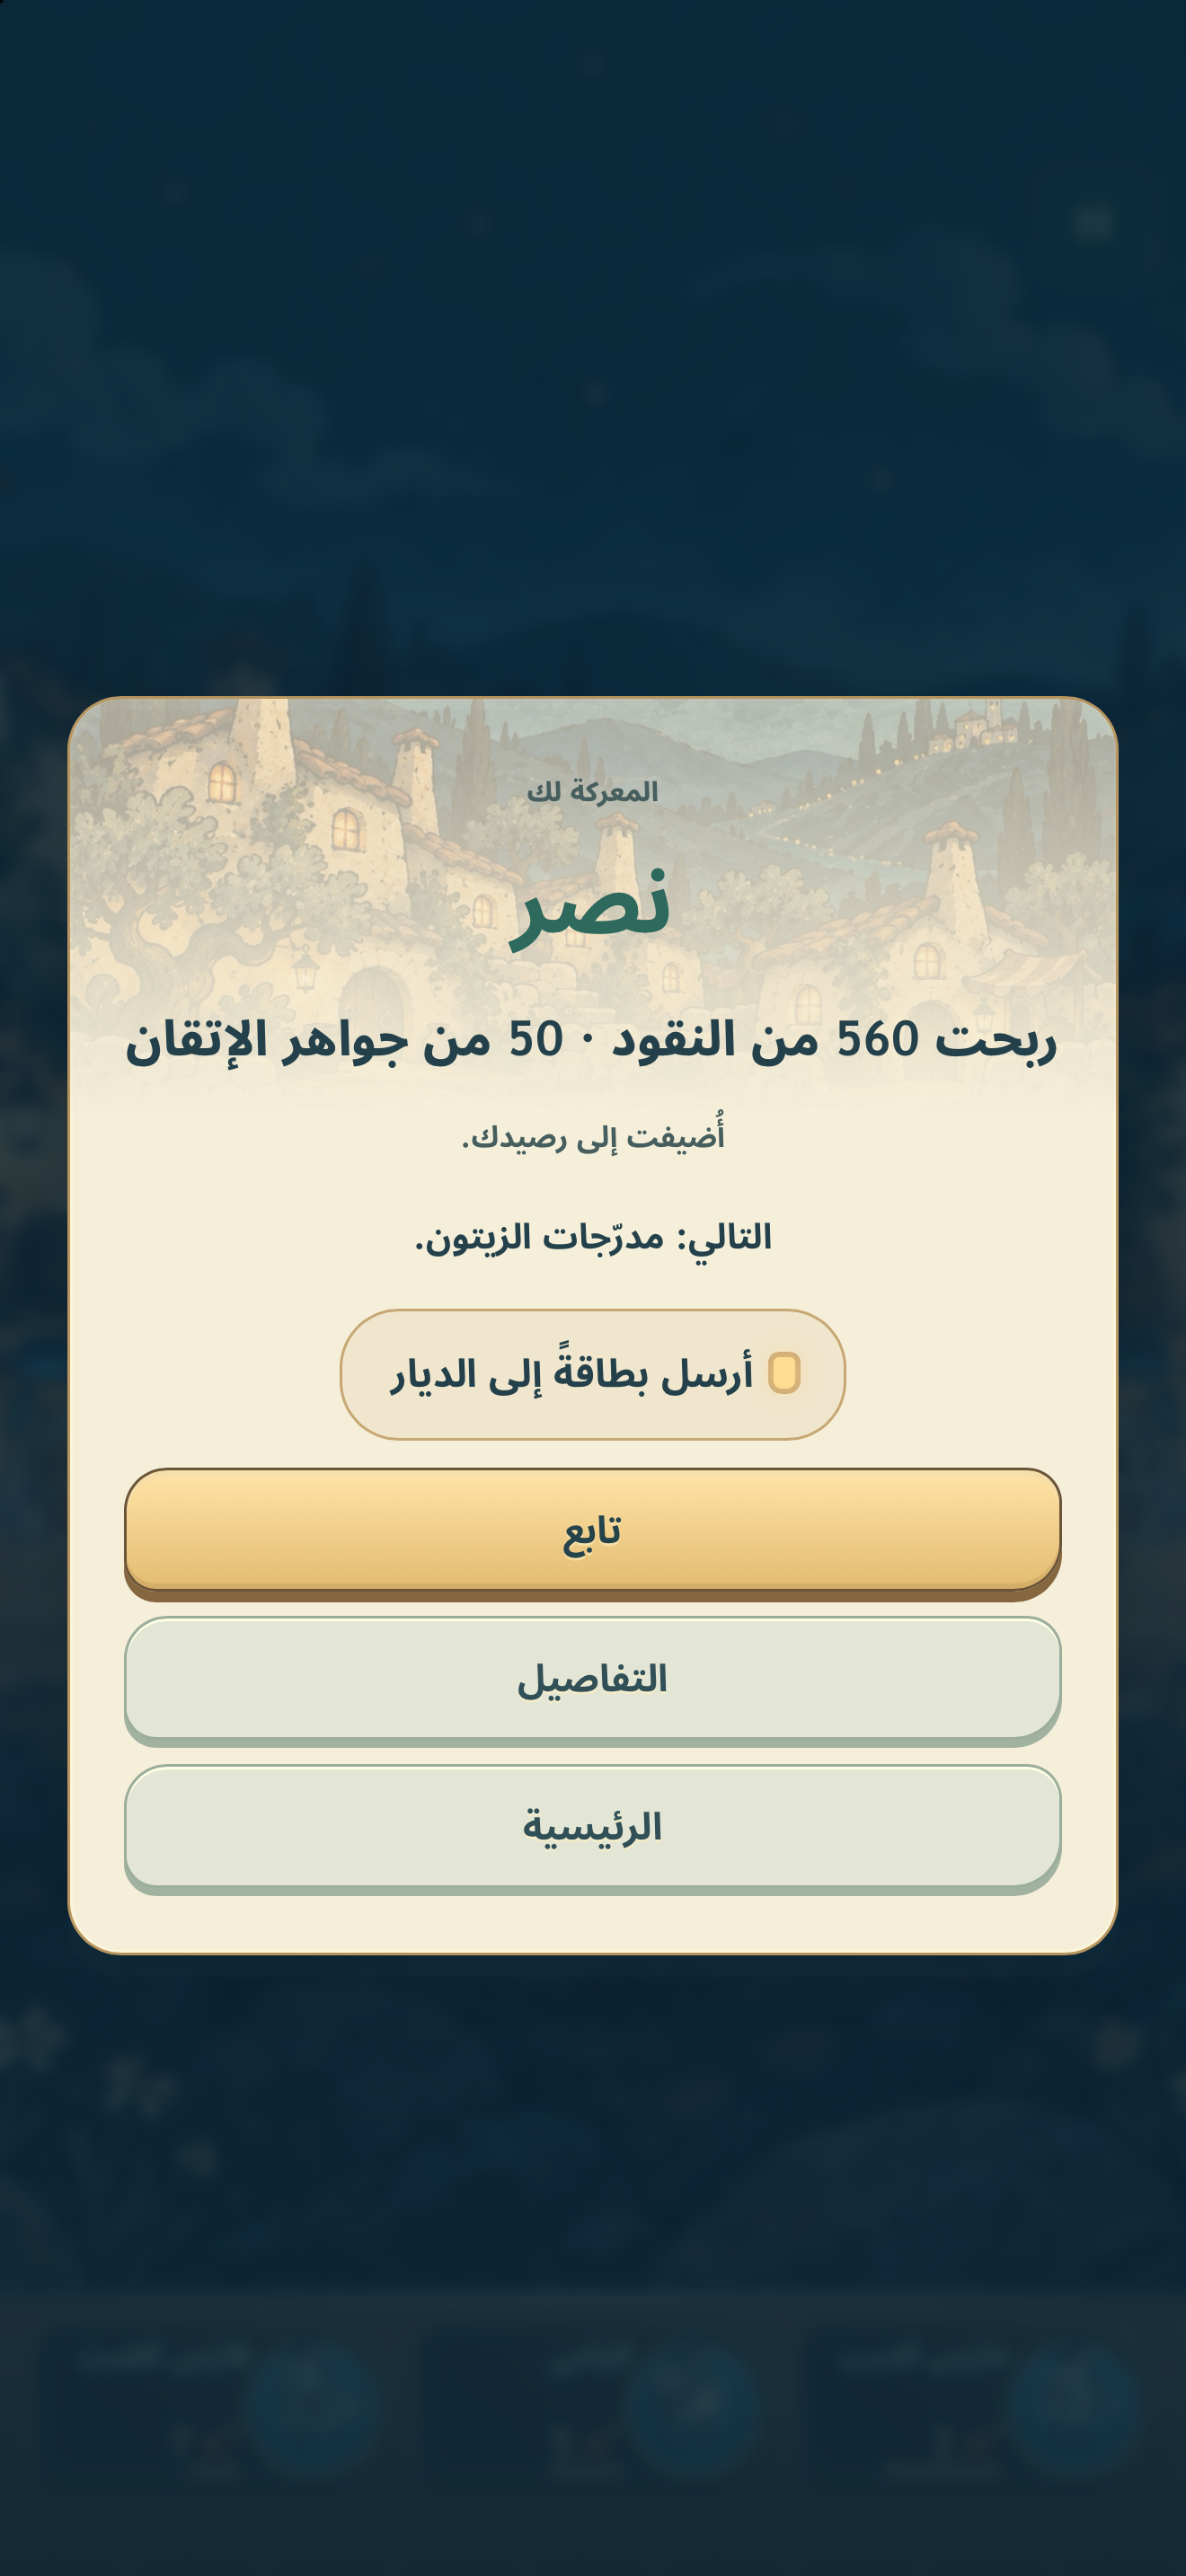 المعركة لك
نصر
ربحت 560 من النقود · 50 من جواهر الإتقان
أُضيفت إلى رصيدك.
التالي: مدرّجات الزيتون.
أرسل بطاقةً إلى الديار
تابع
التفاصيل
الرئيسية